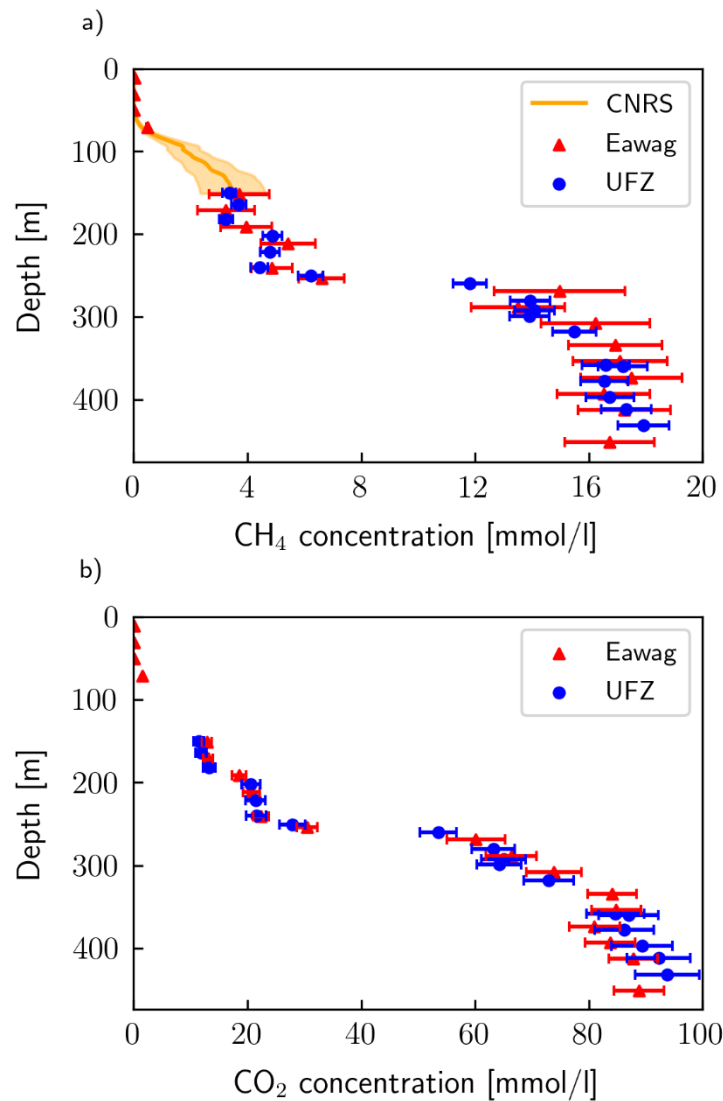 a)
0
100
200
300
400
Depth [m]
CNRS
Eawag
UFZ
0 4 8 12 16 20
CH₄ concentration [mmol/l]
b)
0
100
200
300
400
Depth [m]
Eawag
UFZ
0 20 40 60 80 100
CO₂ concentration [mmol/l]